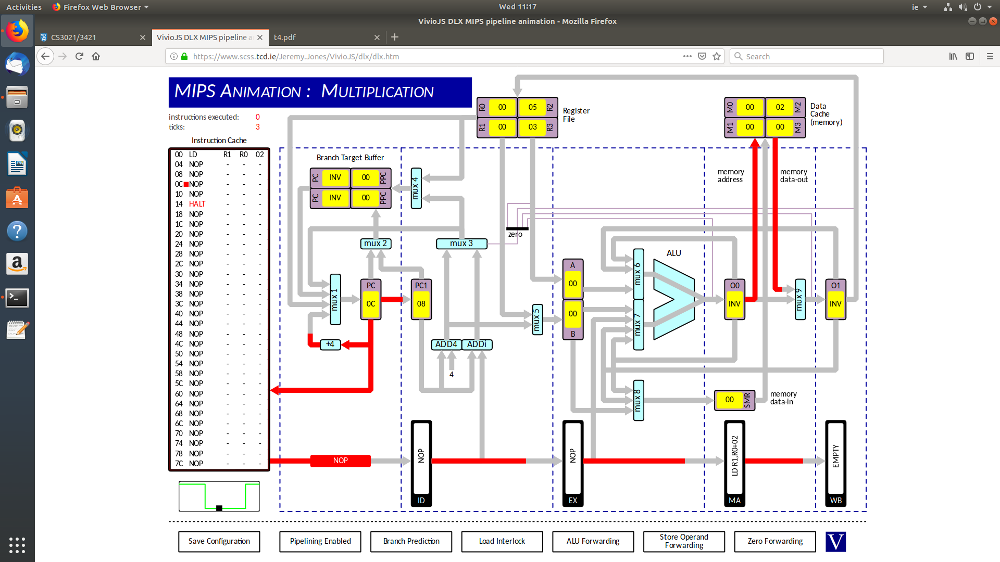 Activities Firefox Web Browser Wed 11:17 ie
VivioJS DLX MIPS pipeline animation - Mozilla Firefox
CS3021/3421 VivioJS DLX MIPS pipeline a t4.pdf
https://www.scss.tcd.ie/Jeremy.Jones/VivioJS/dlx/dlx.htm Search
MIPS ANIMATION : MULTIPLICATION
instructions executed: 0
ticks: 3
R0 00 05 R2
R1 00 03 R3
Register
File
M0 00 02 M2
M1 00 00 M3
Data
Cache
(memory)
Instruction Cache
00 LD R1 R0 02
04 NOP - - -
08 NOP - - -
0C NOP - - -
10 NOP - - -
14 HALT - - -
18 NOP - - -
1C NOP - - -
20 NOP - - -
24 NOP - - -
28 NOP - - -
2C NOP - - -
30 NOP - - -
34 NOP - - -
38 NOP - - -
3C NOP - - -
40 NOP - - -
44 NOP - - -
48 NOP - - -
4C NOP - - -
50 NOP - - -
54 NOP - - -
58 NOP - - -
5C NOP - - -
60 NOP - - -
64 NOP - - -
68 NOP - - -
6C NOP - - -
70 NOP - - -
74 NOP - - -
78 NOP - - -
7C NOP - - -
Branch Target Buffer
PC INV 00 PPC
PC INV 00 PPC
mux 4
memory
address
memory
data-out
zero
mux 2
mux 3
mux 1
PC
0C
PC1
08
+4
ADD4 ADDi
4
mux 5
A
00
00
B
mux 6
mux 7
ALU
O0
INV
mux 9
O1
INV
mux 8
00 SMR
memory
data-in
NOP
NOP
ID
NOP
EX
LD R1,R0+02
MA
EMPTY
WB
Save Configuration
Pipelining Enabled
Branch Prediction
Load Interlock
ALU Forwarding
Store Operand
Forwarding
Zero Forwarding
V